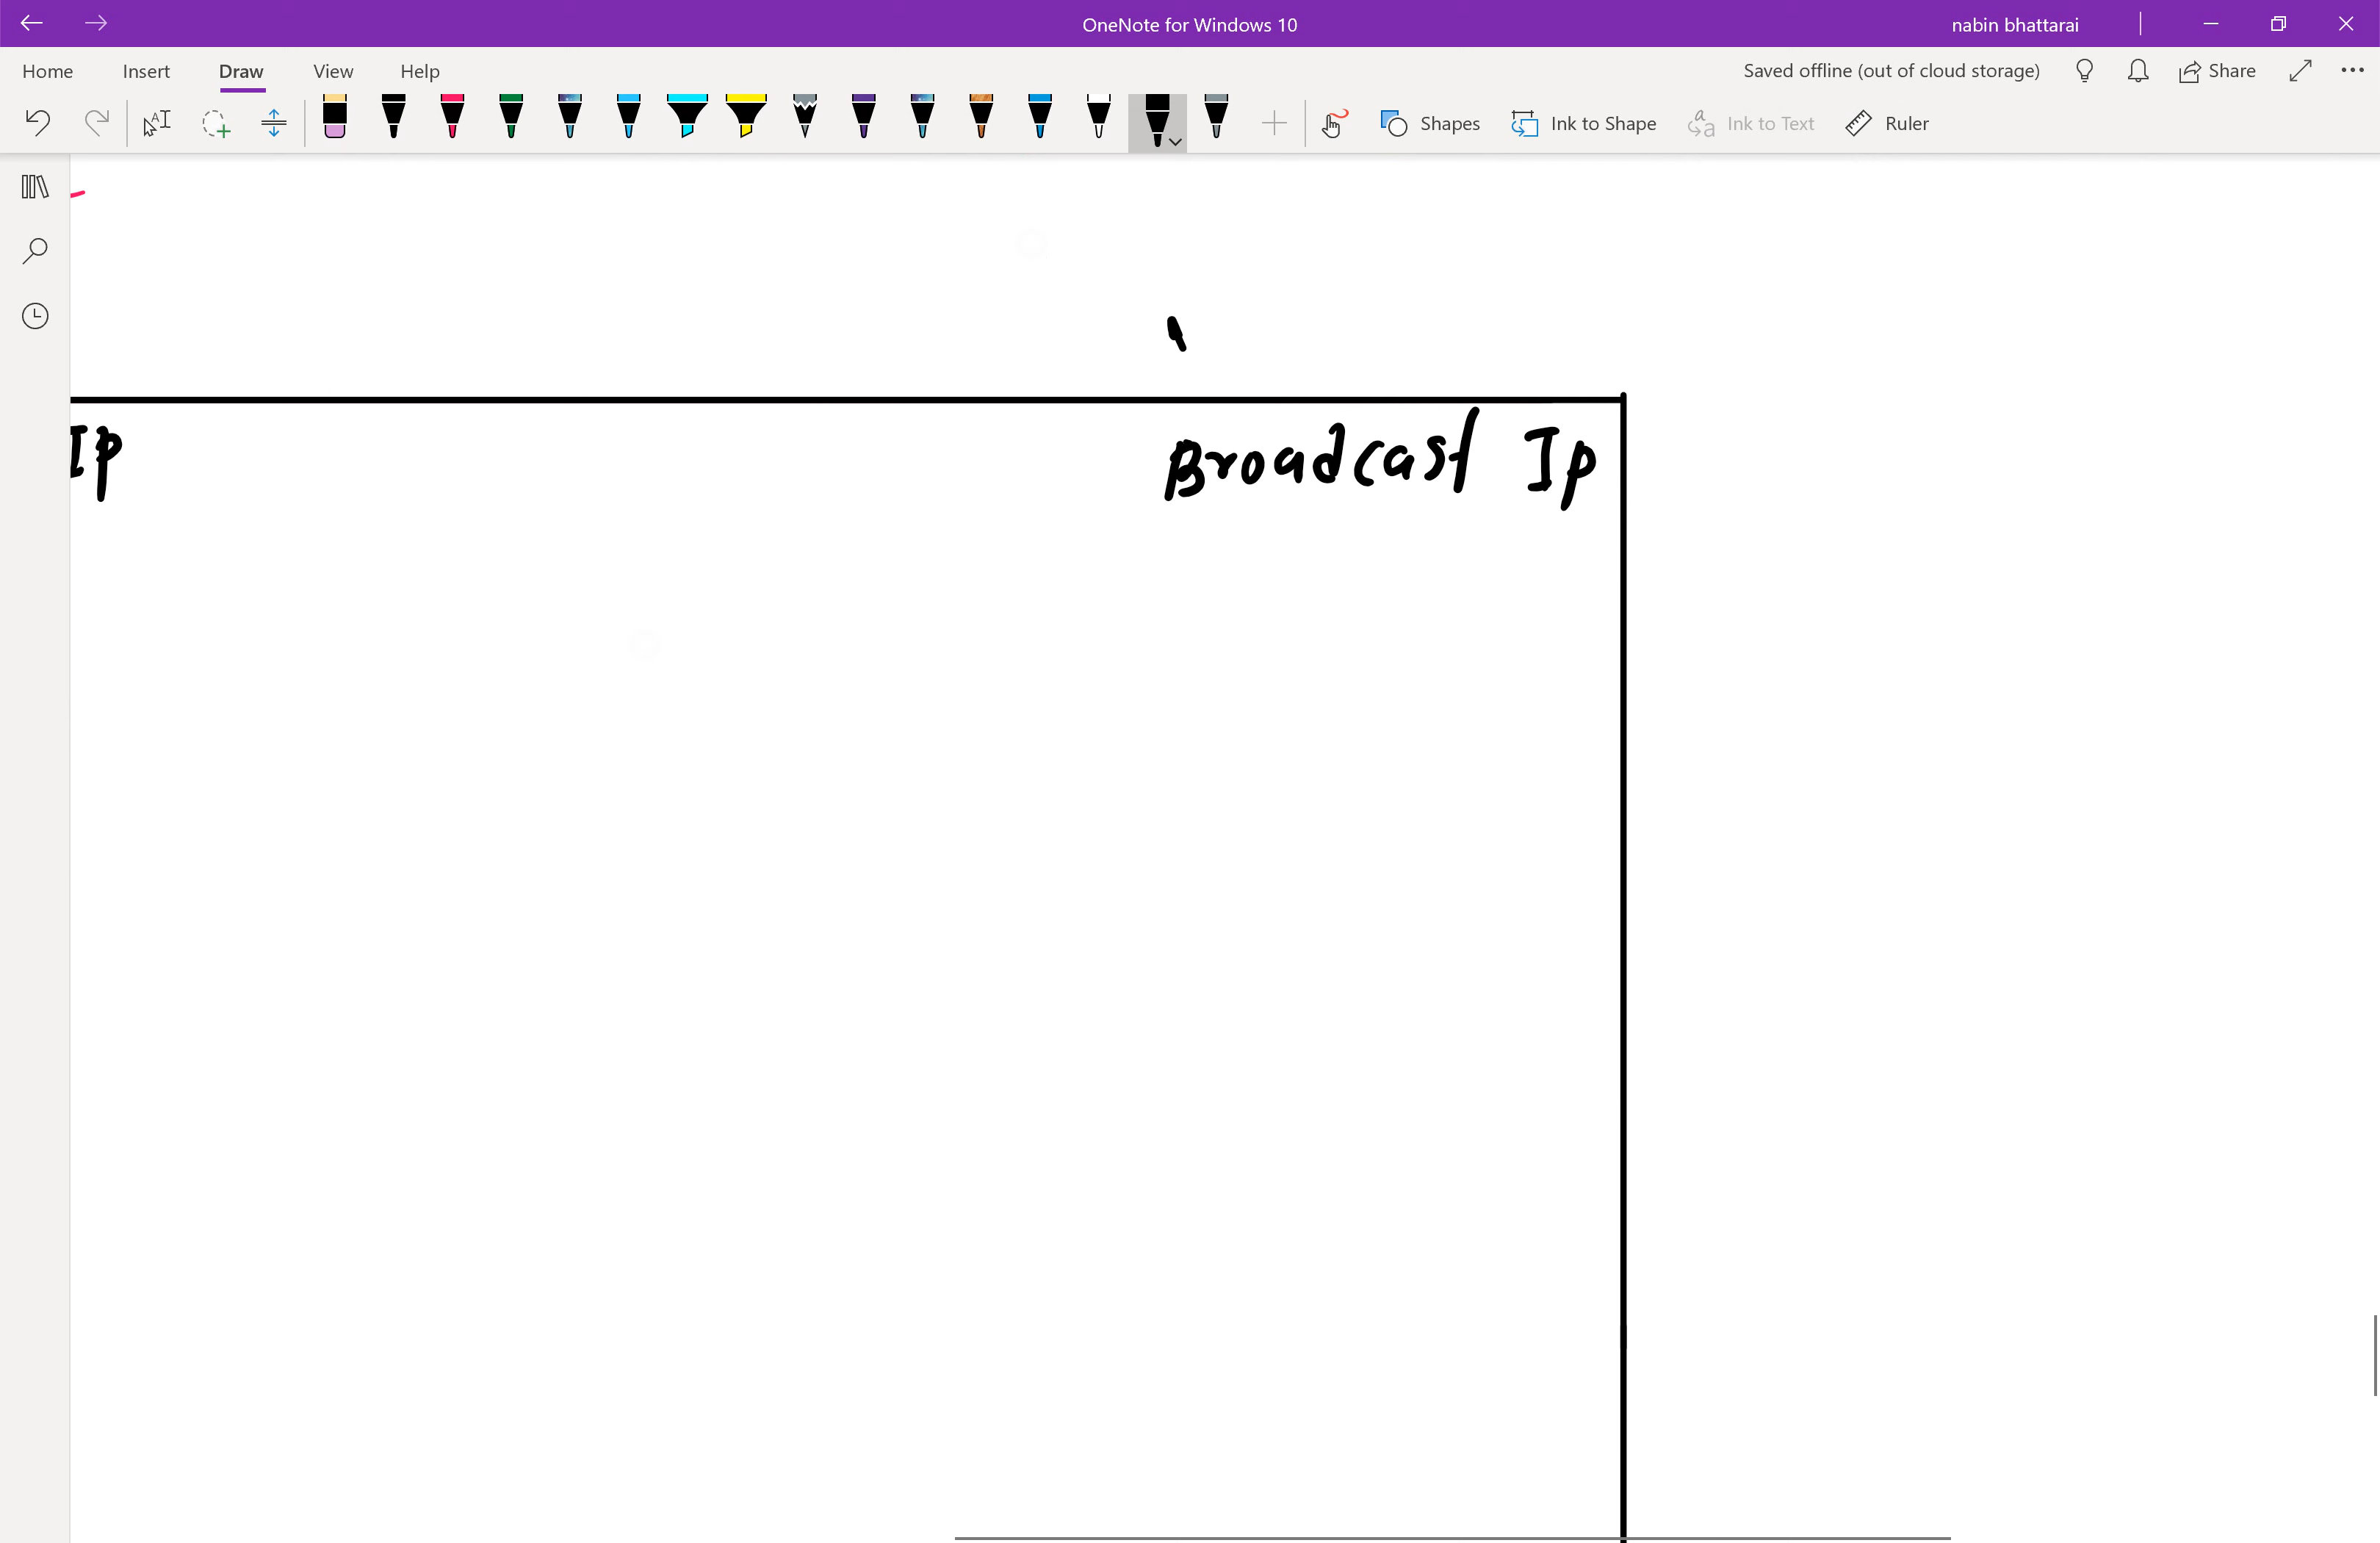 OneNote for Windows 10
nabin bhattarai
Home Insert Draw View Help
Saved offline (out of cloud storage)
Share
Shapes
Ink to Shape
Ink to Text
Ruler
Ip
Broadcast Ip